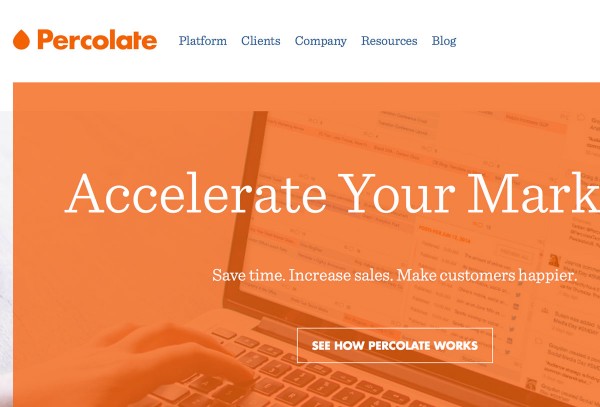 Percolate
Platform Clients Company Resources Blog
Accelerate Your Mark
Save time. Increase sales. Make customers happier.
SEE HOW PERCOLATE WORKS